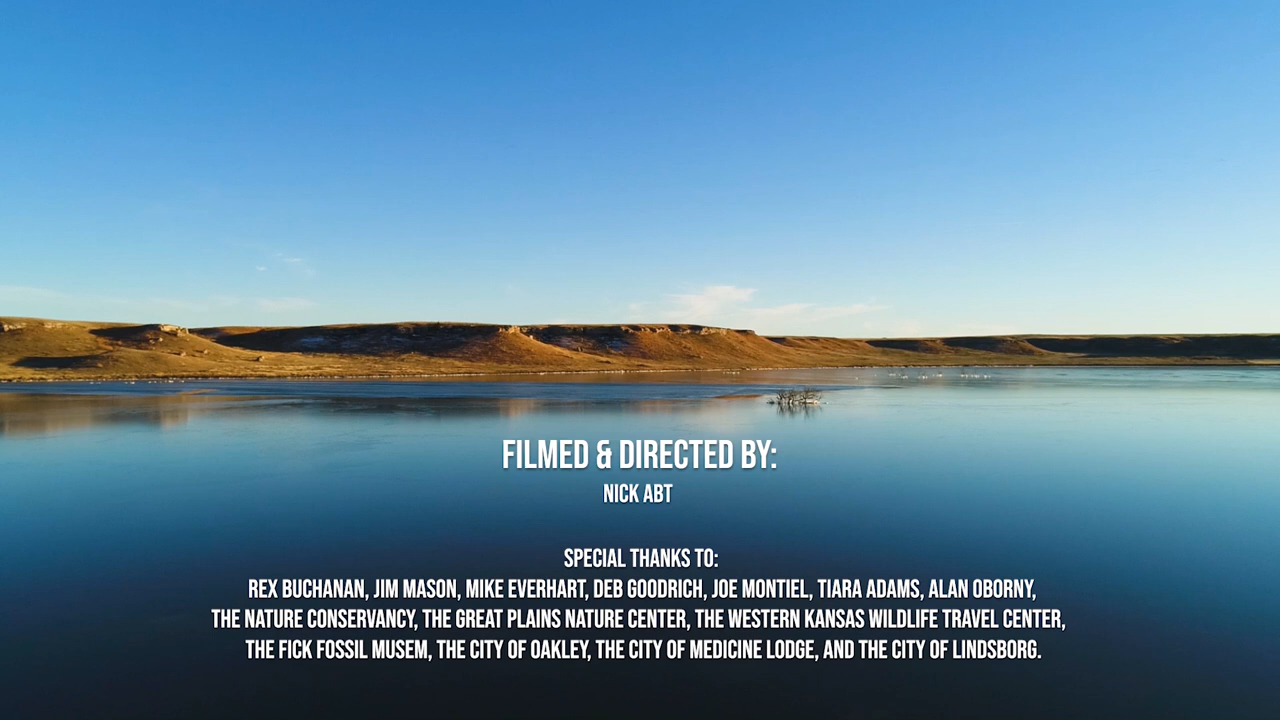 FILMED & DIRECTED BY:
NICK ABT
SPECIAL THANKS TO:
REX BUCHANAN, JIM MASON, MIKE EVERHART, DEB GOODRICH, JOE MONTIEL, TIARA ADAMS, ALAN OBORNY,
THE NATURE CONSERVANCY, THE GREAT PLAINS NATURE CENTER, THE WESTERN KANSAS WILDLIFE TRAVEL CENTER,
THE FICK FOSSIL MUSEM, THE CITY OF OAKLEY, THE CITY OF MEDICINE LODGE, AND THE CITY OF LINDSBORG.